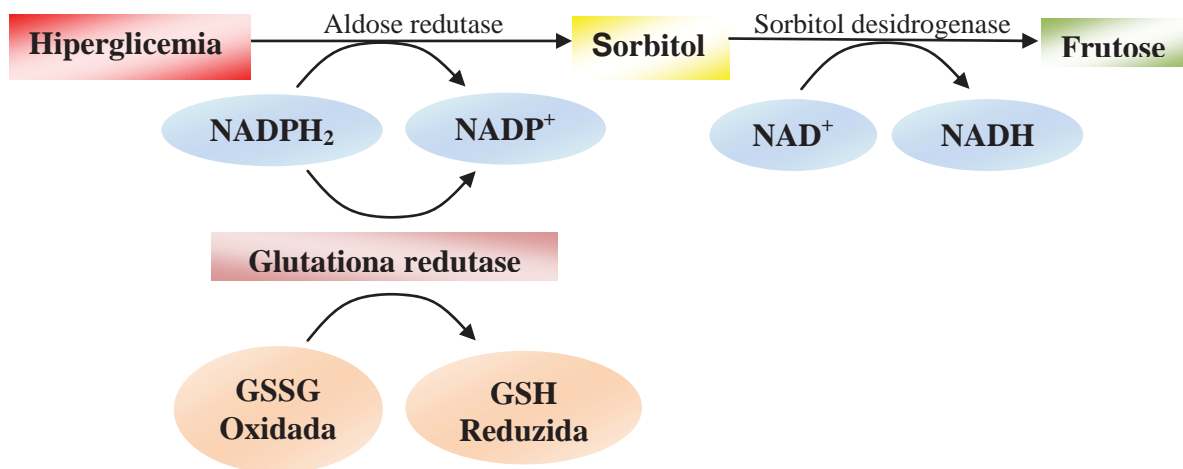 Aldose redutase
Sorbitol desidrogenase
Hiperglicemia
Sorbitol
Frutose
NADPH₂
NADP⁺
NAD⁺
NADH
Glutationa redutase
GSSG
Oxidada
GSH
Reduzida